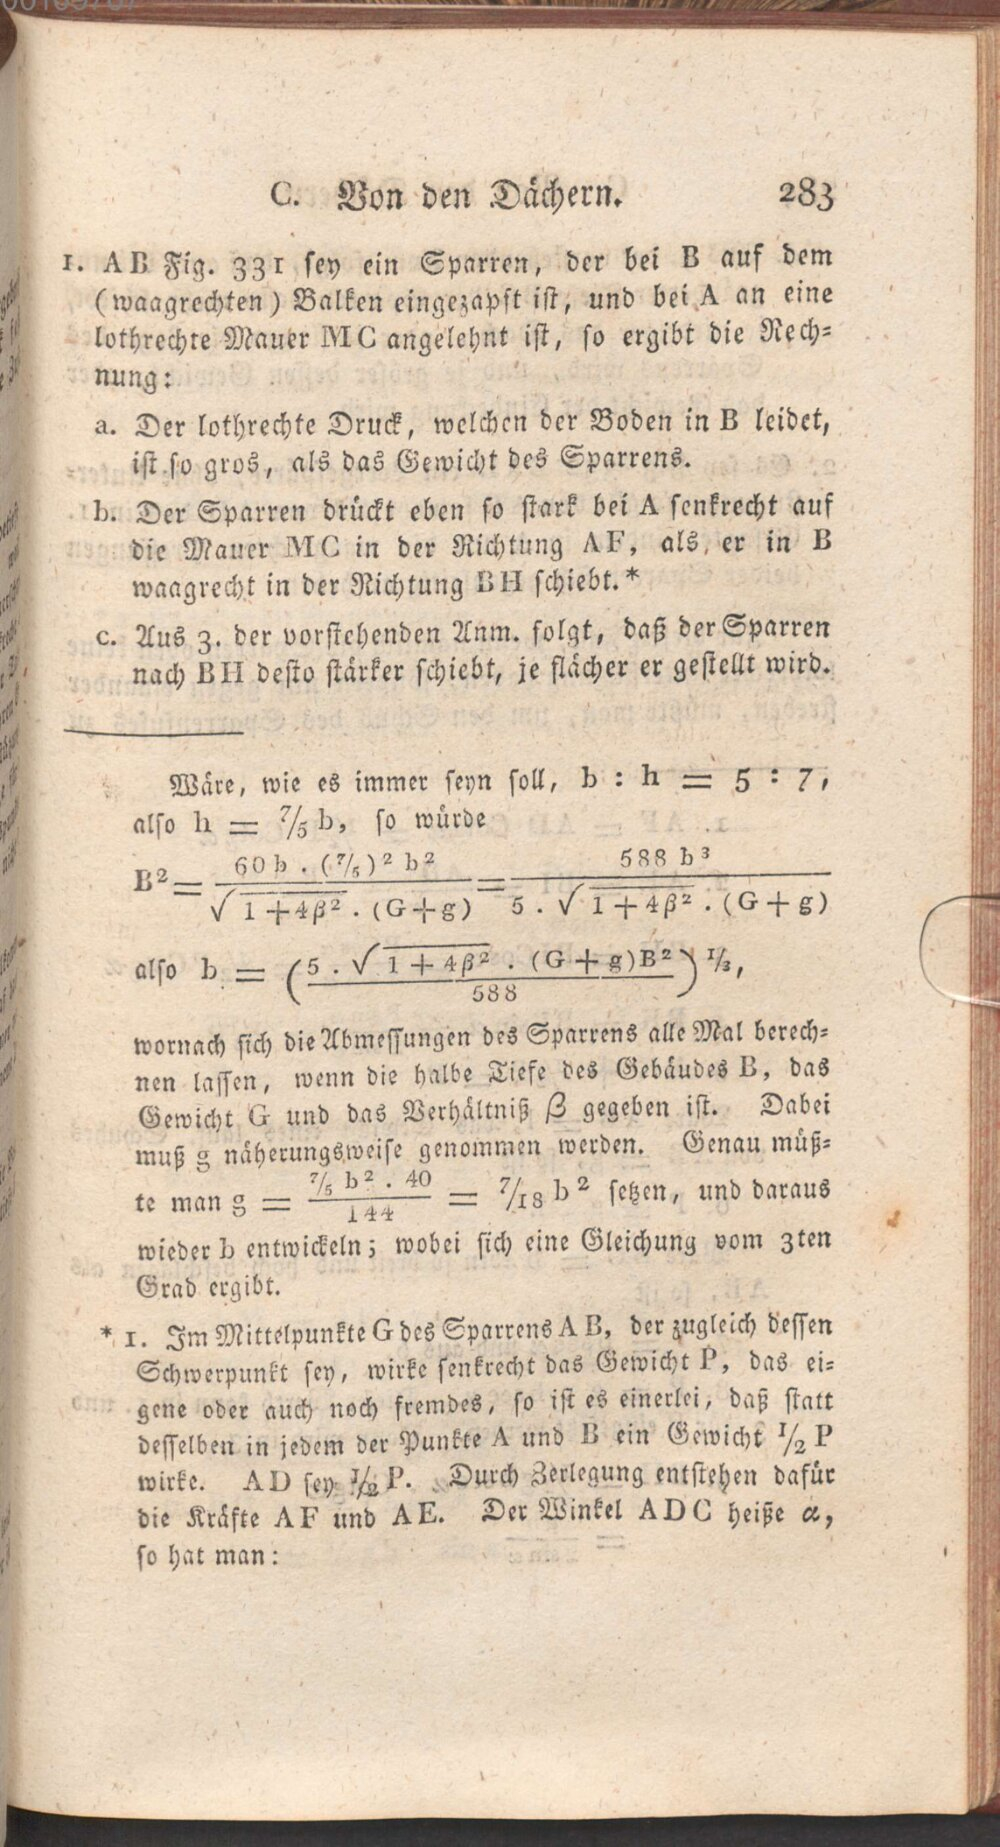 C. Von den Dächern. 283
1. AB Fig. 331 sey ein Sparren, der bei B auf dem
(waagrechten) Balken eingezapft ist, und bei A an eine
lothrechte Mauer MC angelehnt ist, so ergibt die Rech-
nung:
a. Der lothrechte Druck, welchen der Boden in B leidet,
ist so gros, als das Gewicht des Sparrens.
b. Der Sparren drückt eben so stark bei A senkrecht auf
die Mauer MC in der Richtung AF, als er in B
waagrecht in der Richtung BH schiebt.*
c. Aus 3. der vorstehenden Anm. folgt, daß der Sparren
nach BH desto stärker schiebt, je flächer er gestellt wird.
Wäre, wie es immer seyn soll, b : h = 5 : 7,
also h = 7/5 b, so würde
B² = 60 b . (7/5)² b² / √1+4β² . (G+g) = 588 b³ / 5 . √1+4β² . (G+g)
also b = (5 . √1+4β² . (G+g)B² / 588)^1/3,
wornach sich die Abmessungen des Sparrens alle Mal berech-
nen lassen, wenn die halbe Tiefe des Gebäudes B, das
Gewicht G und das Verhältniß β gegeben ist. Dabei
muß g näherungsweise genommen werden. Genau müß-
te man g = 7/5 b² . 40 / 144 = 7/18 b² setzen, und daraus
wieder b entwickeln; wobei sich eine Gleichung vom 3ten
Grad ergibt.
* 1. Im Mittelpunkte G des Sparrens AB, der zugleich dessen
Schwerpunkt sey, wirke senkrecht das Gewicht P, das ei-
gene oder auch noch fremdes, so ist es einerlei, daß statt
desselben in jedem der Punkte A und B ein Gewicht 1/2 P
wirke. AD sey 1/2 P. Durch Zerlegung entstehen dafür
die Kräfte AF und AE. Der Winkel ADC heiße α,
so hat man: